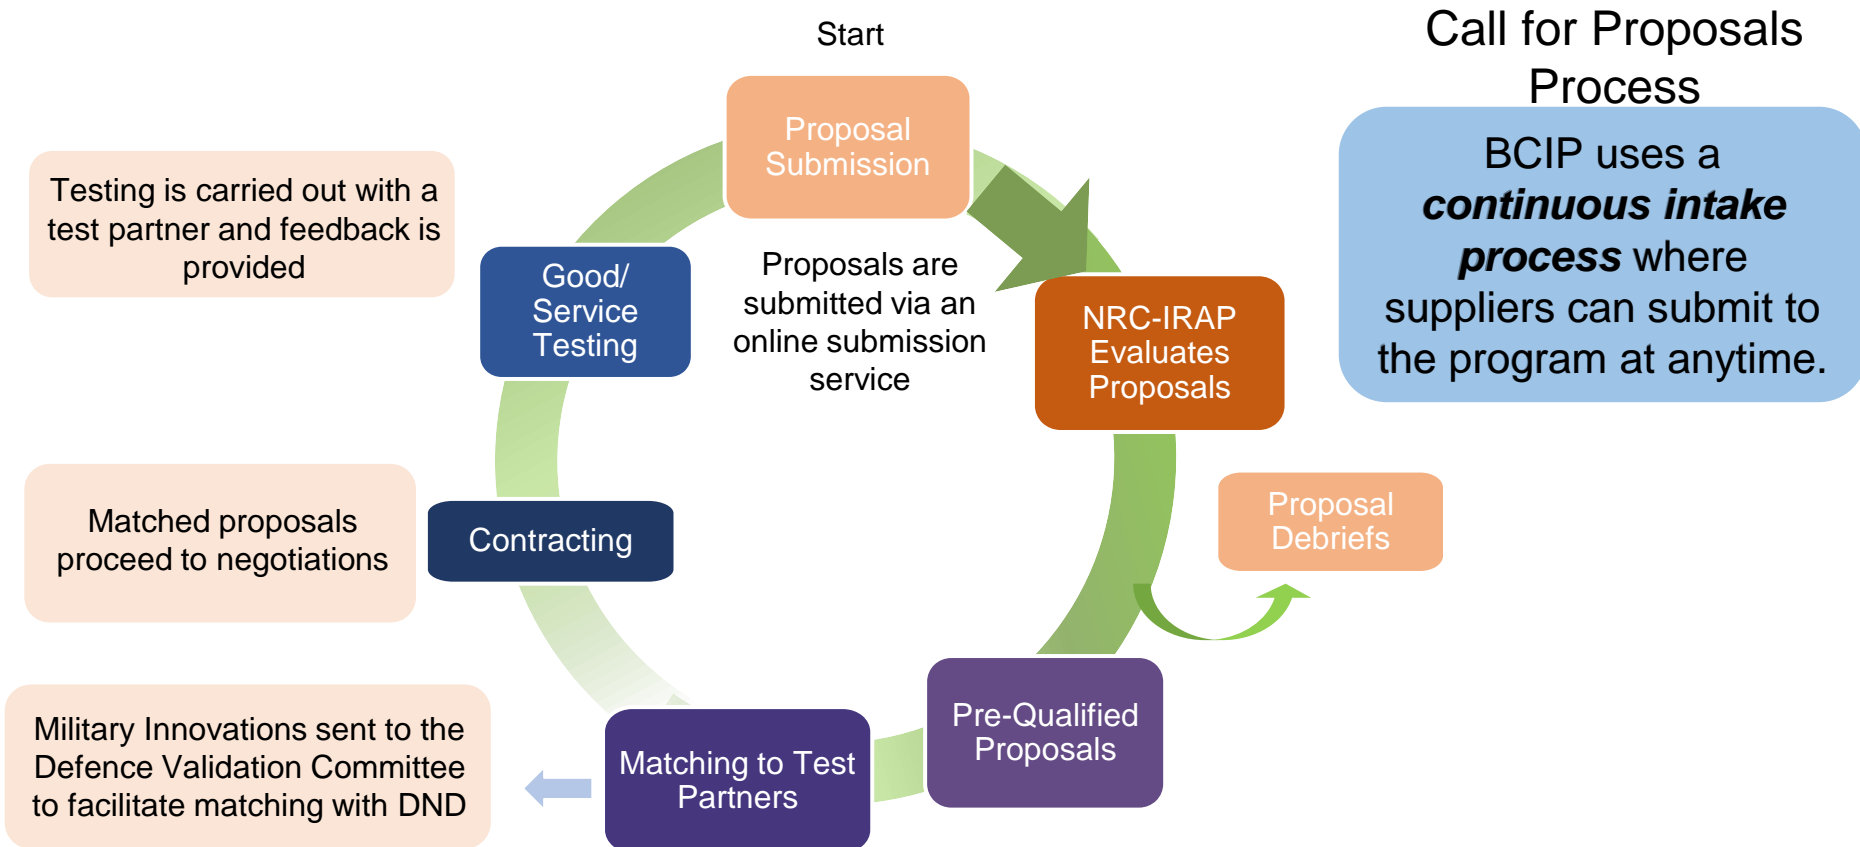 Start
Call for Proposals
Process
Proposal
Submission
BCIP uses a
continuous intake
process where
suppliers can submit to
the program at anytime.
Testing is carried out with a
test partner and feedback is
provided
Good/
Service
Testing
Proposals are
submitted via an
online submission
service
NRC-IRAP
Evaluates
Proposals
Matched proposals
proceed to negotiations
Contracting
Proposal
Debriefs
Military Innovations sent to the
Defence Validation Committee
to facilitate matching with DND
Matching to Test
Partners
Pre-Qualified
Proposals